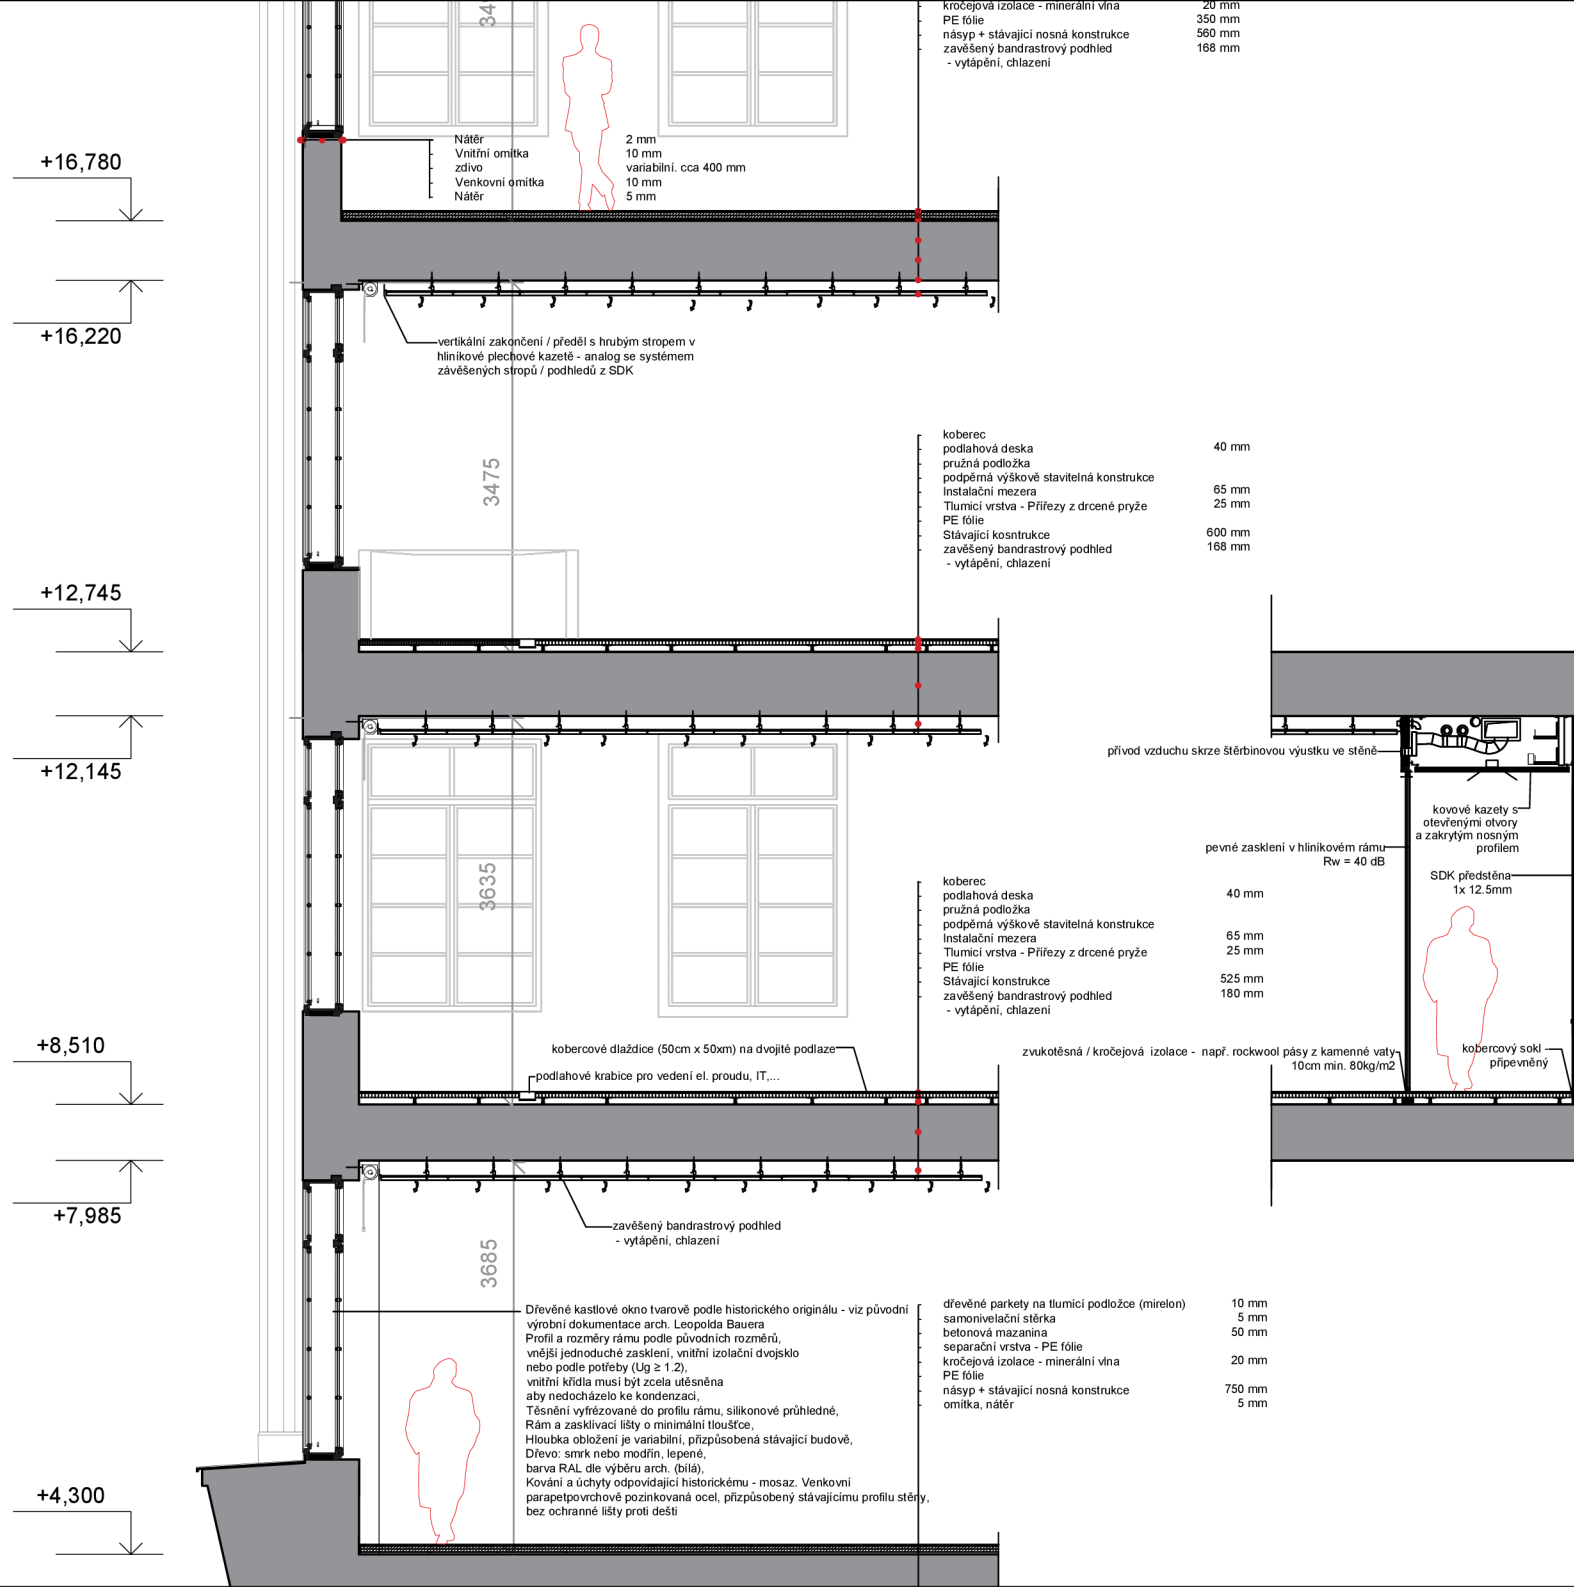 kročejová izolace - minerální vlna 20 mm
PE fólie 350 mm
násyp + stávající nosná konstrukce 560 mm
zavěšený bandrastrový podhled 168 mm
- vytápění, chlazení
Nátěr 2 mm
Vnitřní omítka 10 mm
zdivo variabilní. cca 400 mm
Venkovní omítka 10 mm
Nátěr 5 mm
+16,780
+16,220
vertikální zakončení / předěl s hrubým stropem v
hliníkové plechové kazetě - analog se systémem
závěšených stropů / podhledů z SDK
3475
koberec
podlahová deska 40 mm
pružná podložka
podpěrná výškově stavitelná konstrukce
Instalační mezera 65 mm
Tlumicí vrstva - Přířezy z drcené pryže 25 mm
PE fólie
Stávající kosntrukce 600 mm
zavěšený bandrastrový podhled 168 mm
- vytápění, chlazení
+12,745
+12,145
přívod vzduchu skrze štěrbinovou výustku ve stěně
kovové kazety s
otevřenými otvory
a zakrytým nosným
profilem
pevné zasklení v hliníkovém rámu
Rw = 40 dB
SDK předstěna
1x 12.5mm
3635
koberec
podlahová deska 40 mm
pružná podložka
podpěrná výškově stavitelná konstrukce
Instalační mezera 65 mm
Tlumicí vrstva - Přířezy z drcené pryže 25 mm
PE fólie
Stávající konstrukce 525 mm
zavěšený bandrastrový podhled 180 mm
- vytápění, chlazení
+8,510
kobercové dlaždice (50cm x 50xm) na dvojité podlaze
podlahové krabice pro vedení el. proudu, IT,...
zvukotěsná / kročejová izolace - např. rockwool pásy z kamenné vaty
10cm min. 80kg/m2
kobercový sokl
připevněný
+7,985
zavěšený bandrastrový podhled
- vytápění, chlazení
3685
Dřevěné kastlové okno tvarově podle historického originálu - viz původní
výrobní dokumentace arch. Leopolda Bauera
Profil a rozměry rámu podle původních rozměrů,
vnější jednoduché zasklení, vnitřní izolační dvojsklo
nebo podle potřeby (Ug ≥ 1.2),
vnitřní křídla musí být zcela utěsněna
aby nedocházelo ke kondenzaci,
Těsnění vyfrézované do profilu rámu, silikonové průhledné,
Rám a zasklívací lišty o minimální tloušťce,
Hloubka obložení je variabilní, přizpůsobená stávající budově,
Dřevo: smrk nebo modřín, lepené,
barva RAL dle výběru arch. (bílá),
Kování a úchyty odpovídající historickému - mosaz. Venkovní
parapetpovrchově pozinkovaná ocel, přizpůsobený stávajícímu profilu stěny,
bez ochranné lišty proti dešti
dřevěné parkety na tlumící podložce (mirelon) 10 mm
samonivelační stěrka 5 mm
betonová mazanina 50 mm
separační vrstva - PE fólie
kročejová izolace - minerální vlna 20 mm
PE fólie
násyp + stávající nosná konstrukce 750 mm
omítka, nátěr 5 mm
+4,300